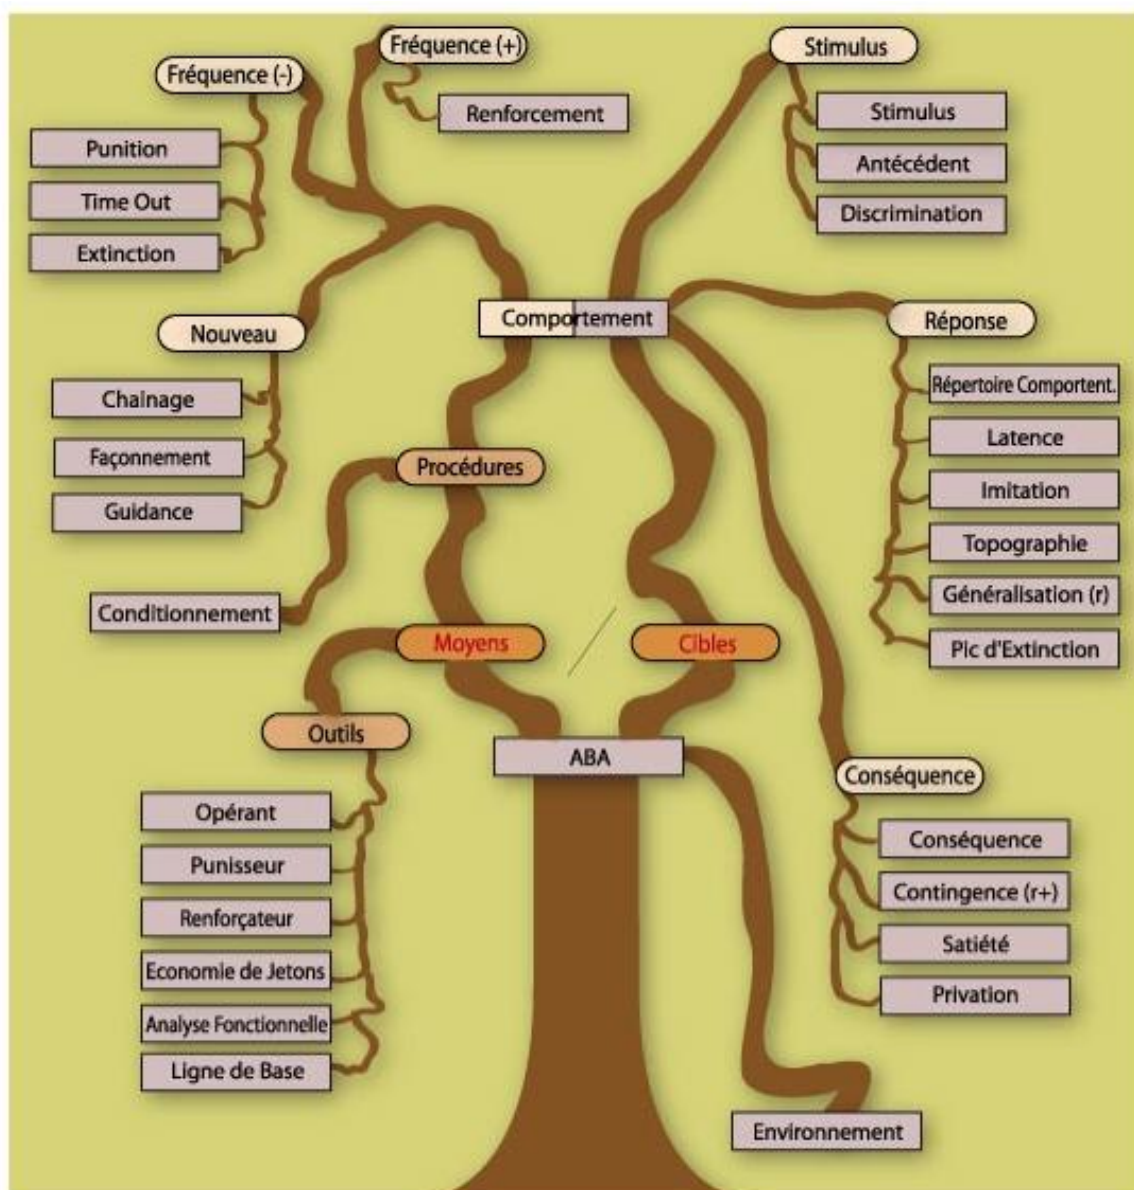 Fréquence (+)
Stimulus
Fréquence (-)
Renforcement
Stimulus
Punition
Antécédent
Time Out
Discrimination
Extinction
Comportement
Réponse
Nouveau
Répertoire Comportent.
Chaînage
Latence
Façonnement
Procédures
Imitation
Guidance
Topographie
Généralisation (r)
Conditionnement
Moyens
Cibles
Pic d'Extinction
Outils
ABA
Conséquence
Opérant
Conséquence
Punisseur
Contingence (r+)
Renforçateur
Satiété
Economie de Jetons
Privation
Analyse Fonctionnelle
Ligne de Base
Environnement